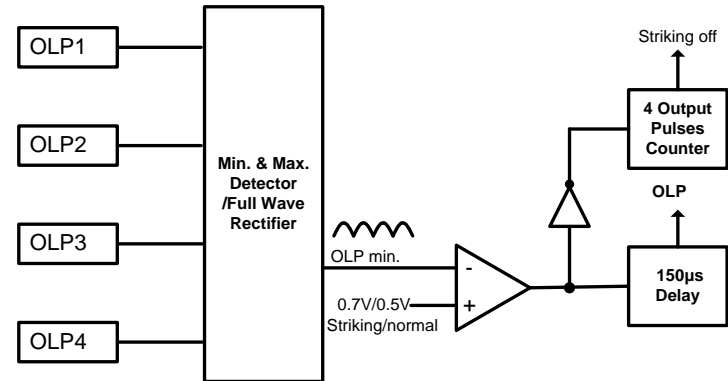 OLP1
OLP2
OLP3
OLP4
Min. & Max.
Detector
/Full Wave
Rectifier
OLP min.
0.7V/0.5V
Striking/normal
-
+
Striking off
4 Output
Pulses
Counter
OLP
150µs
Delay